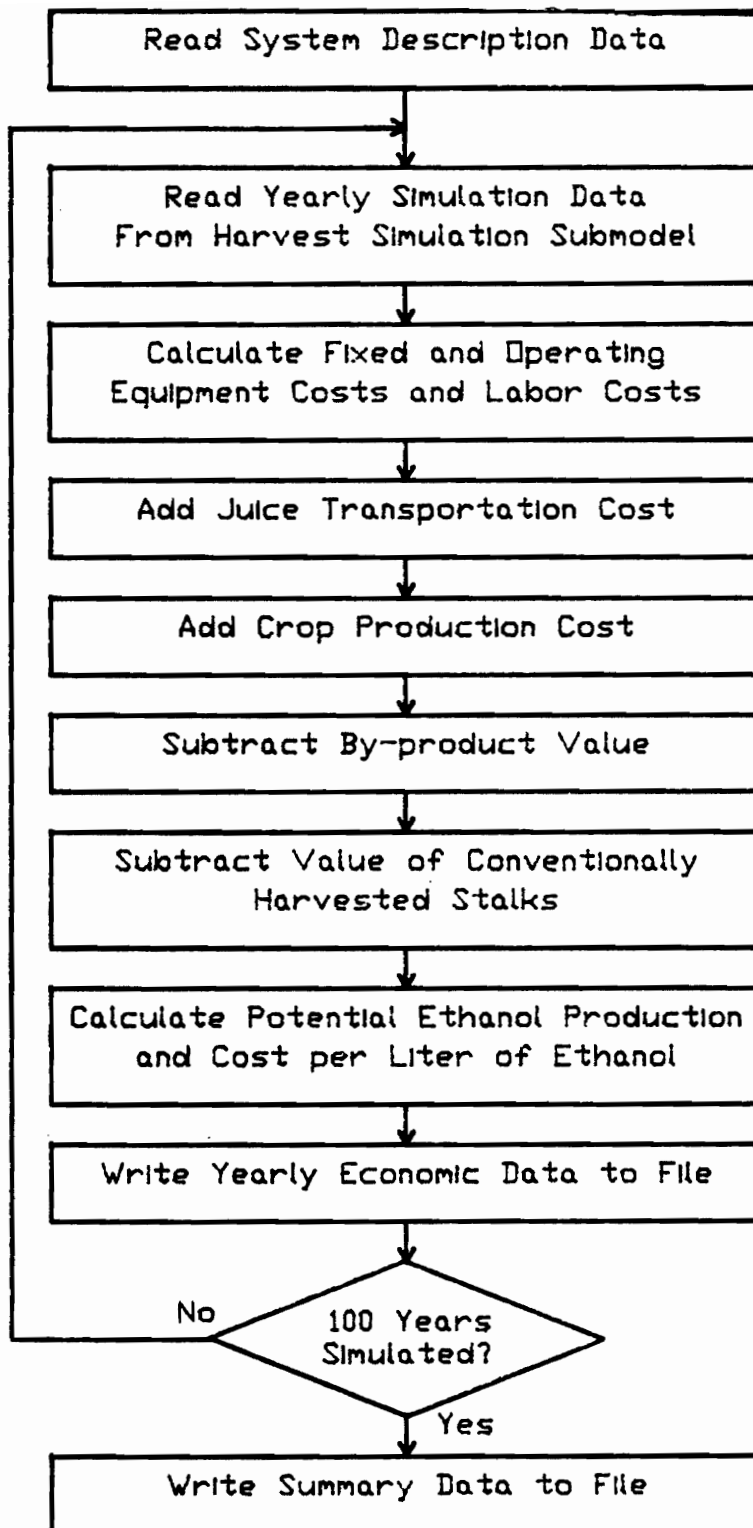 Read System Description Data
Read Yearly Simulation Data
From Harvest Simulation Submodel
Calculate Fixed and Operating
Equipment Costs and Labor Costs
Add Juice Transportation Cost
Add Crop Production Cost
Subtract By-product Value
Subtract Value of Conventionally
Harvested Stalks
Calculate Potential Ethanol Production
and Cost per Liter of Ethanol
Write Yearly Economic Data to File
No
100 Years
Simulated?
Yes
Write Summary Data to File